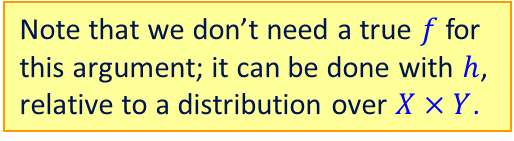 Note that we don’t need a true f for
this argument; it can be done with h,
relative to a distribution over X × Y.